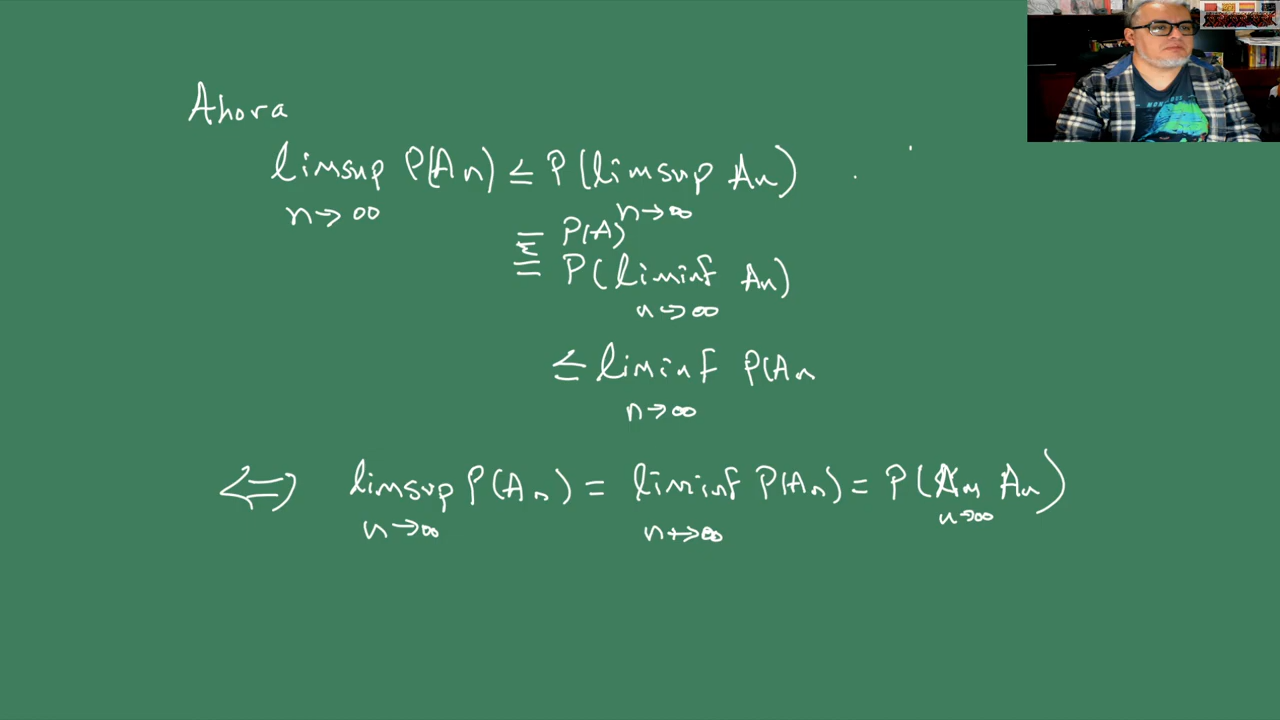 Ahora
limsup P(An) ≤ P(limsup An)
n→∞ n→∞
= P(A)
= P(liminf An)
n→∞
≤ liminf P(An
n→∞
⇔ limsup P(An) = liminf P(An) = P(lim An)
n→∞ n→∞ n→∞